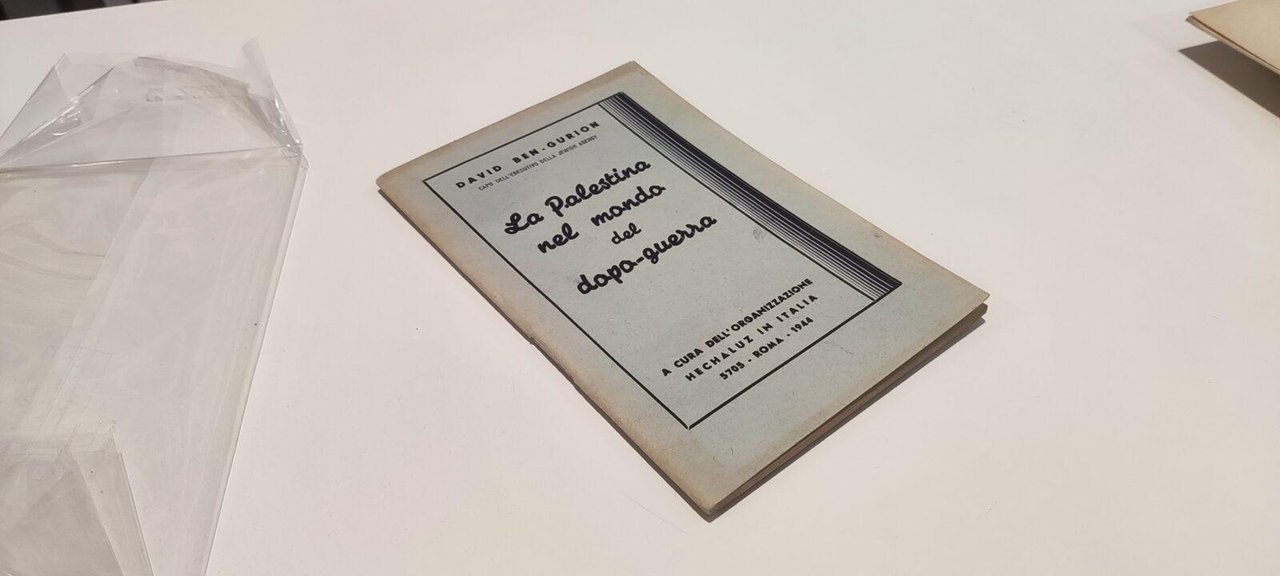 DAVID BEN-GURION
CAPO DELL'ESECUTIVO DELLA JEWISH AGENCY
La Palestina
nel mondo
del
dopo-guerra
A CURA DELL'ORGANIZZAZIONE
HECHALUZ IN ITALIA
5705 - ROMA - 1944